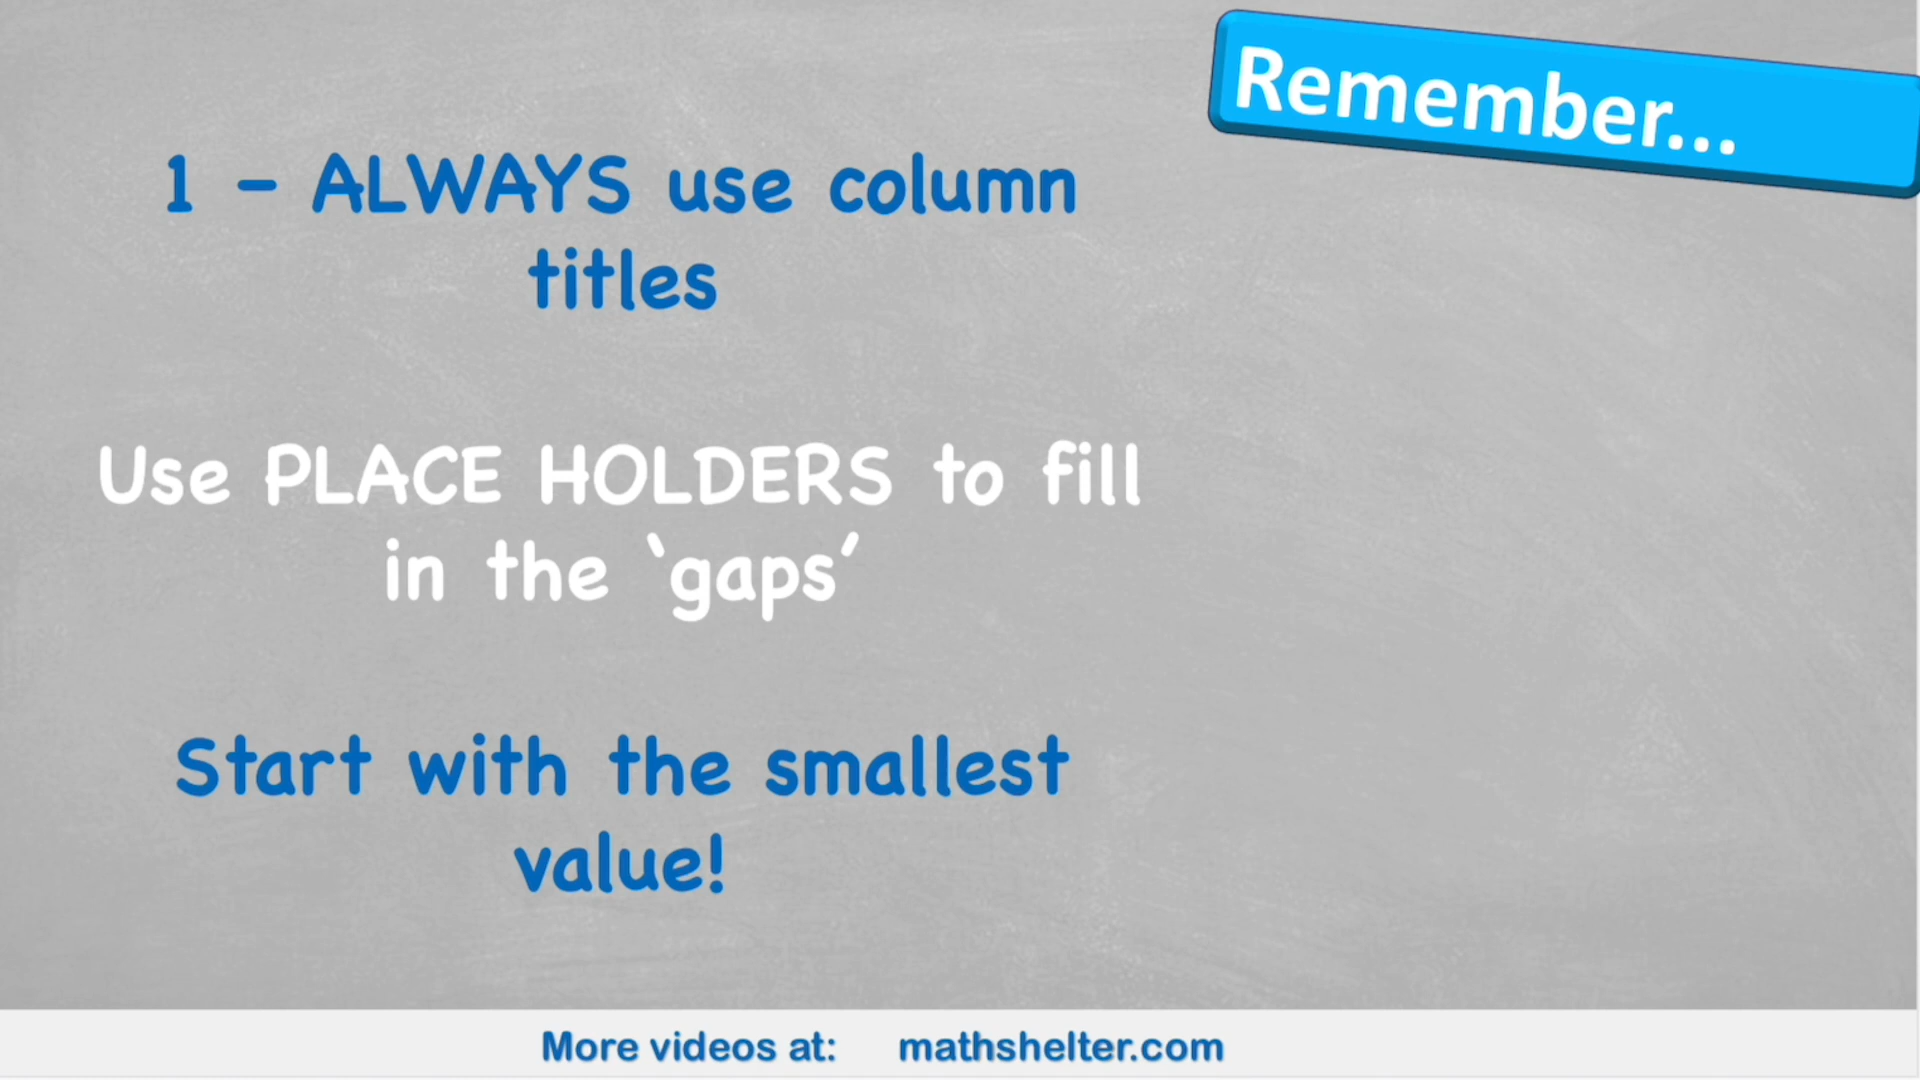 Remember...
1 – ALWAYS use column
titles
Use PLACE HOLDERS to fill
in the ‘gaps’
Start with the smallest
value!
More videos at: mathshelter.com